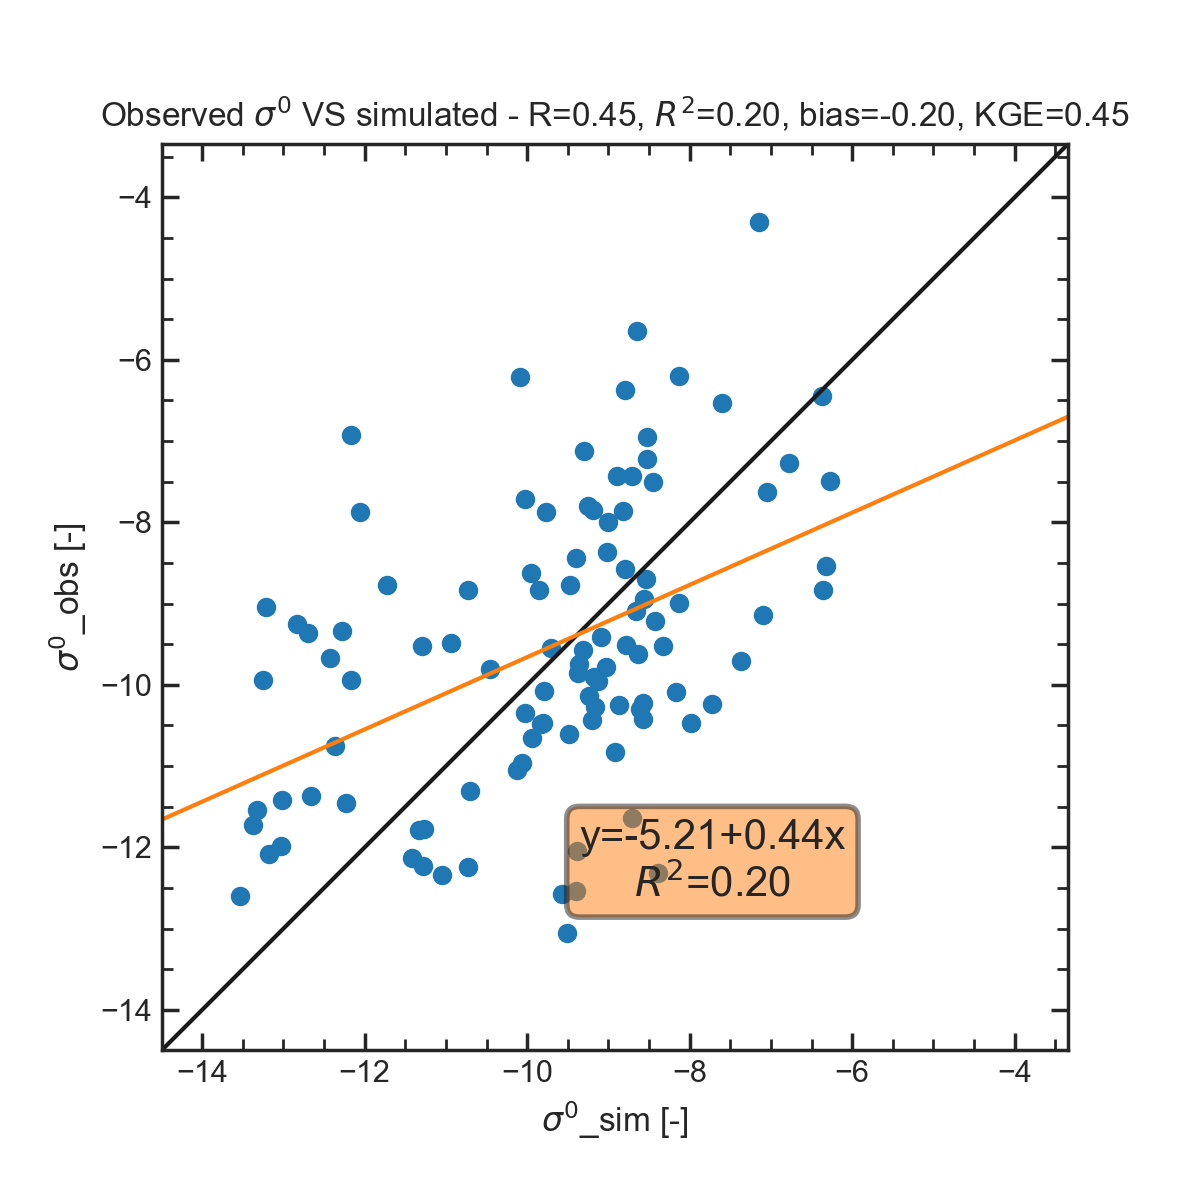 Observed σ⁰ VS simulated - R=0.45, R²=0.20, bias=-0.20, KGE=0.45
−4
−6
−8
−10
−12
−14
σ⁰_obs [-]
y=-5.21+0.44x
R²=0.20
−14 −12 −10 −8 −6 −4
σ⁰_sim [-]